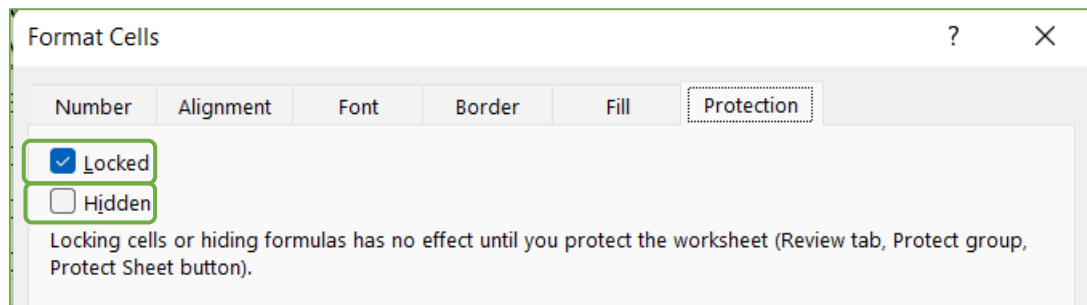 Format Cells ? ×
Number Alignment Font Border Fill Protection
Locked
Hidden
Locking cells or hiding formulas has no effect until you protect the worksheet (Review tab, Protect group,
Protect Sheet button).